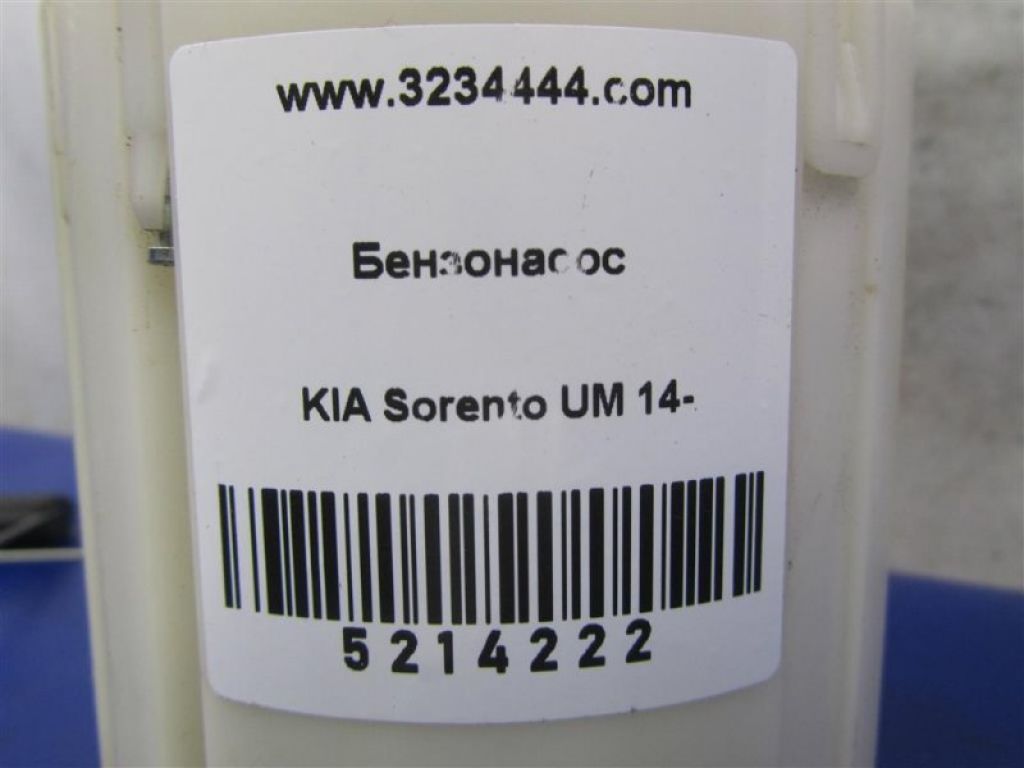 www.3234444.com
Бензонасос
KIA Sorento UM 14-
5214222